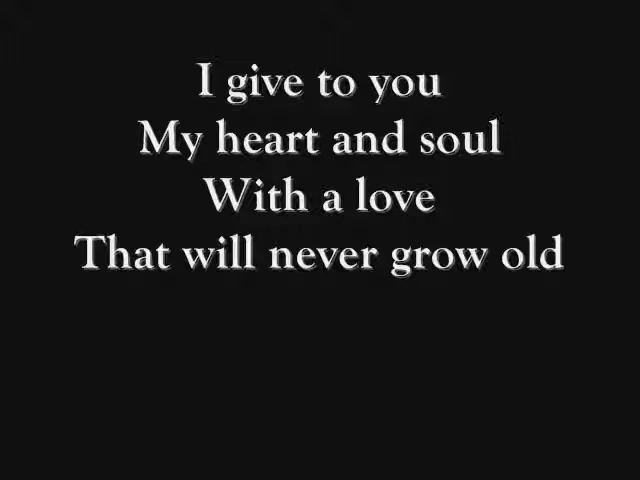 I give to you
My heart and soul
With a love
That will never grow old